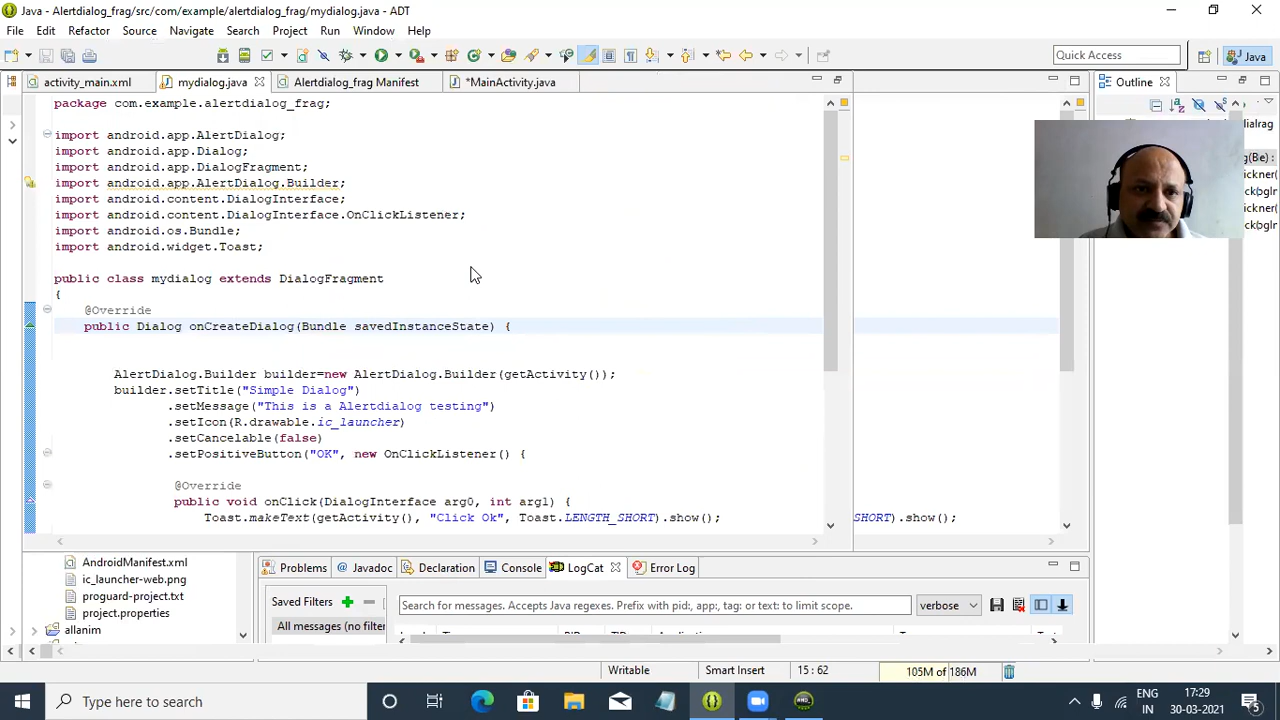 Java - Alertdialog_frag/src/com/example/alertdialog_frag/mydialog.java - ADT
File Edit Refactor Source Navigate Search Project Run Window Help
Quick Access
Java
activity_main.xml
mydialog.java
Alertdialog_frag Manifest
*MainActivity.java
Outline
package com.example.alertdialog_frag;
import android.app.AlertDialog;
import android.app.Dialog;
import android.app.DialogFragment;
import android.app.AlertDialog.Builder;
import android.content.DialogInterface;
import android.content.DialogInterface.OnClickListener;
import android.os.Bundle;
import android.widget.Toast;
public class mydialog extends DialogFragment
{
@Override
public Dialog onCreateDialog(Bundle savedInstanceState) {
AlertDialog.Builder builder=new AlertDialog.Builder(getActivity());
builder.setTitle("Simple Dialog")
.setMessage("This is a Alertdialog testing")
.setIcon(R.drawable.ic_launcher)
.setCancelable(false)
.setPositiveButton("OK", new OnClickListener() {
@Override
public void onClick(DialogInterface arg0, int arg1) {
Toast.makeText(getActivity(), "Click Ok", Toast.LENGTH_SHORT).show();
SHORT).show();
AndroidManifest.xml
ic_launcher-web.png
proguard-project.txt
project.properties
allanim
Problems
Javadoc
Declaration
Console
LogCat
Error Log
Saved Filters
All messages (no filter
Search for messages. Accepts Java regexes. Prefix with pid:, app:, tag: or text: to limit scope.
verbose
Writable
Smart Insert
15 : 62
105M of 186M
Type here to search
ENG
IN
17:29
30-03-2021
5